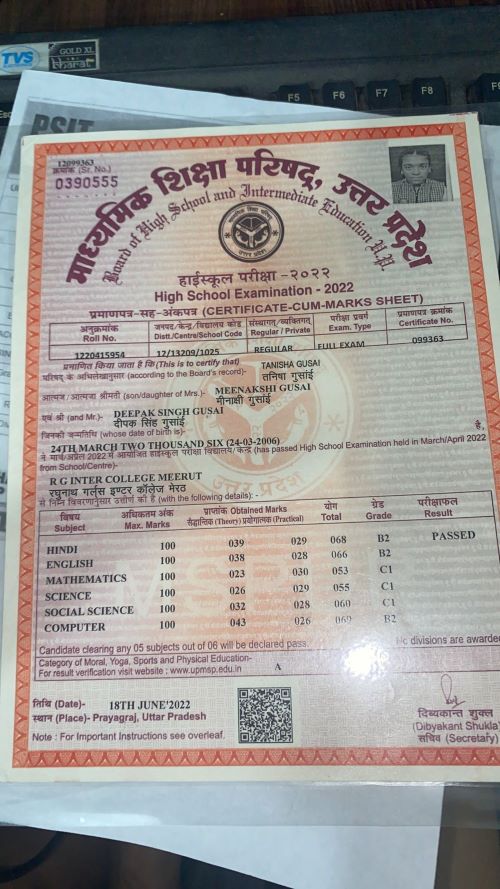 TVS
GOLD XL
bharat
F5 F6 F7 F8
PSIT
12099363
क्रमांक (Sr. No.)
0390555
माध्यमिक शिक्षा परिषद्, उत्तर प्रदेश
Board of High School and Intermediate Education U.P.
हाईस्कूल परीक्षा -२०२२
High School Examination - 2022
प्रमाणपत्र-सह-अंकपत्र (CERTIFICATE-CUM-MARKS SHEET)
अनुक्रमांक जनपद/केन्द्र/विद्यालय कोड संस्थागत/व्यक्तिगत परीक्षा प्रवर्ग प्रमाणपत्र क्रमांक
Roll No. Distt./Centre/School Code Regular / Private Exam. Type Certificate No.
1220415954 12/13209/1025 REGULAR FULL EXAM 099363
प्रमाणित किया जाता है कि (This is to certify that) TANISHA GUSAI
परिषद् के अभिलेखानुसार (according to the Board's record)- तनिषा गुसांई
आत्मज / आत्मजा श्रीमती (son/daughter of Mrs.)- MEENAKSHI GUSAI
मीनाक्षी गुसांई
एवं श्री (and Mr.)- DEEPAK SINGH GUSAI
दीपक सिंह गुसांई
जिनकी जन्मतिथि (whose date of birth is)-
24TH MARCH TWO THOUSAND SIX (24-03-2006) है,
ने मार्च/अप्रैल 2022 में आयोजित हाईस्कूल परीक्षा विद्यालय/केन्द्र (has passed High School Examination held in March/April 2022
from School/Centre)-
R G INTER COLLEGE MEERUT
रघुनाथ गर्ल्स इण्टर कॉलेज मेरठ
से निम्न विवरणानुसार उत्तीर्ण की है (with the following details): -
विषय अधिकतम अंक प्राप्तांक Obtained Marks योग ग्रेड परीक्षाफल
Subject Max. Marks सैद्धान्तिक (Theory) प्रयोगात्मक (Practical) Total Grade Result
HINDI 100 039 029 068 B2 PASSED
ENGLISH 100 038 028 066 B2
MATHEMATICS 100 023 030 053 C1
SCIENCE 100 026 029 055 C1
SOCIAL SCIENCE 100 032 028 060 C1
COMPUTER 100 043 026 069 B2
Candidate clearing any 05 subjects out of 06 will be declared pass. divisions are awarded
Category of Moral, Yoga, Sports and Physical Education- A
For result verification visit website : www.upmsp.edu.in
तिथि (Date)- 18TH JUNE'2022
स्थान (Place)- Prayagraj, Uttar Pradesh
Note : For Important Instructions see overleaf.
दिब्यकान्त शुक्ल
(Dibyakant Shukla)
सचिव (Secretary)
उत्तर प्रदेश